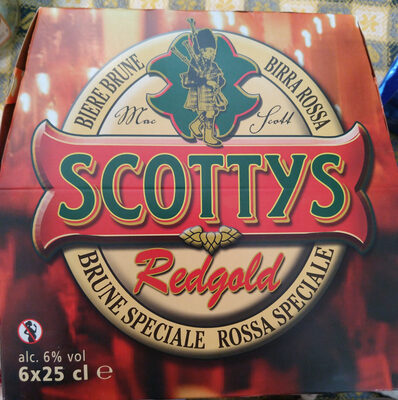 BIERE BRUNE
BIRRA ROSSA
Mac Scott
SCOTTYS
Redgold
BRUNE SPECIALE ROSSA SPECIALE
alc. 6% vol
6x25 cl e